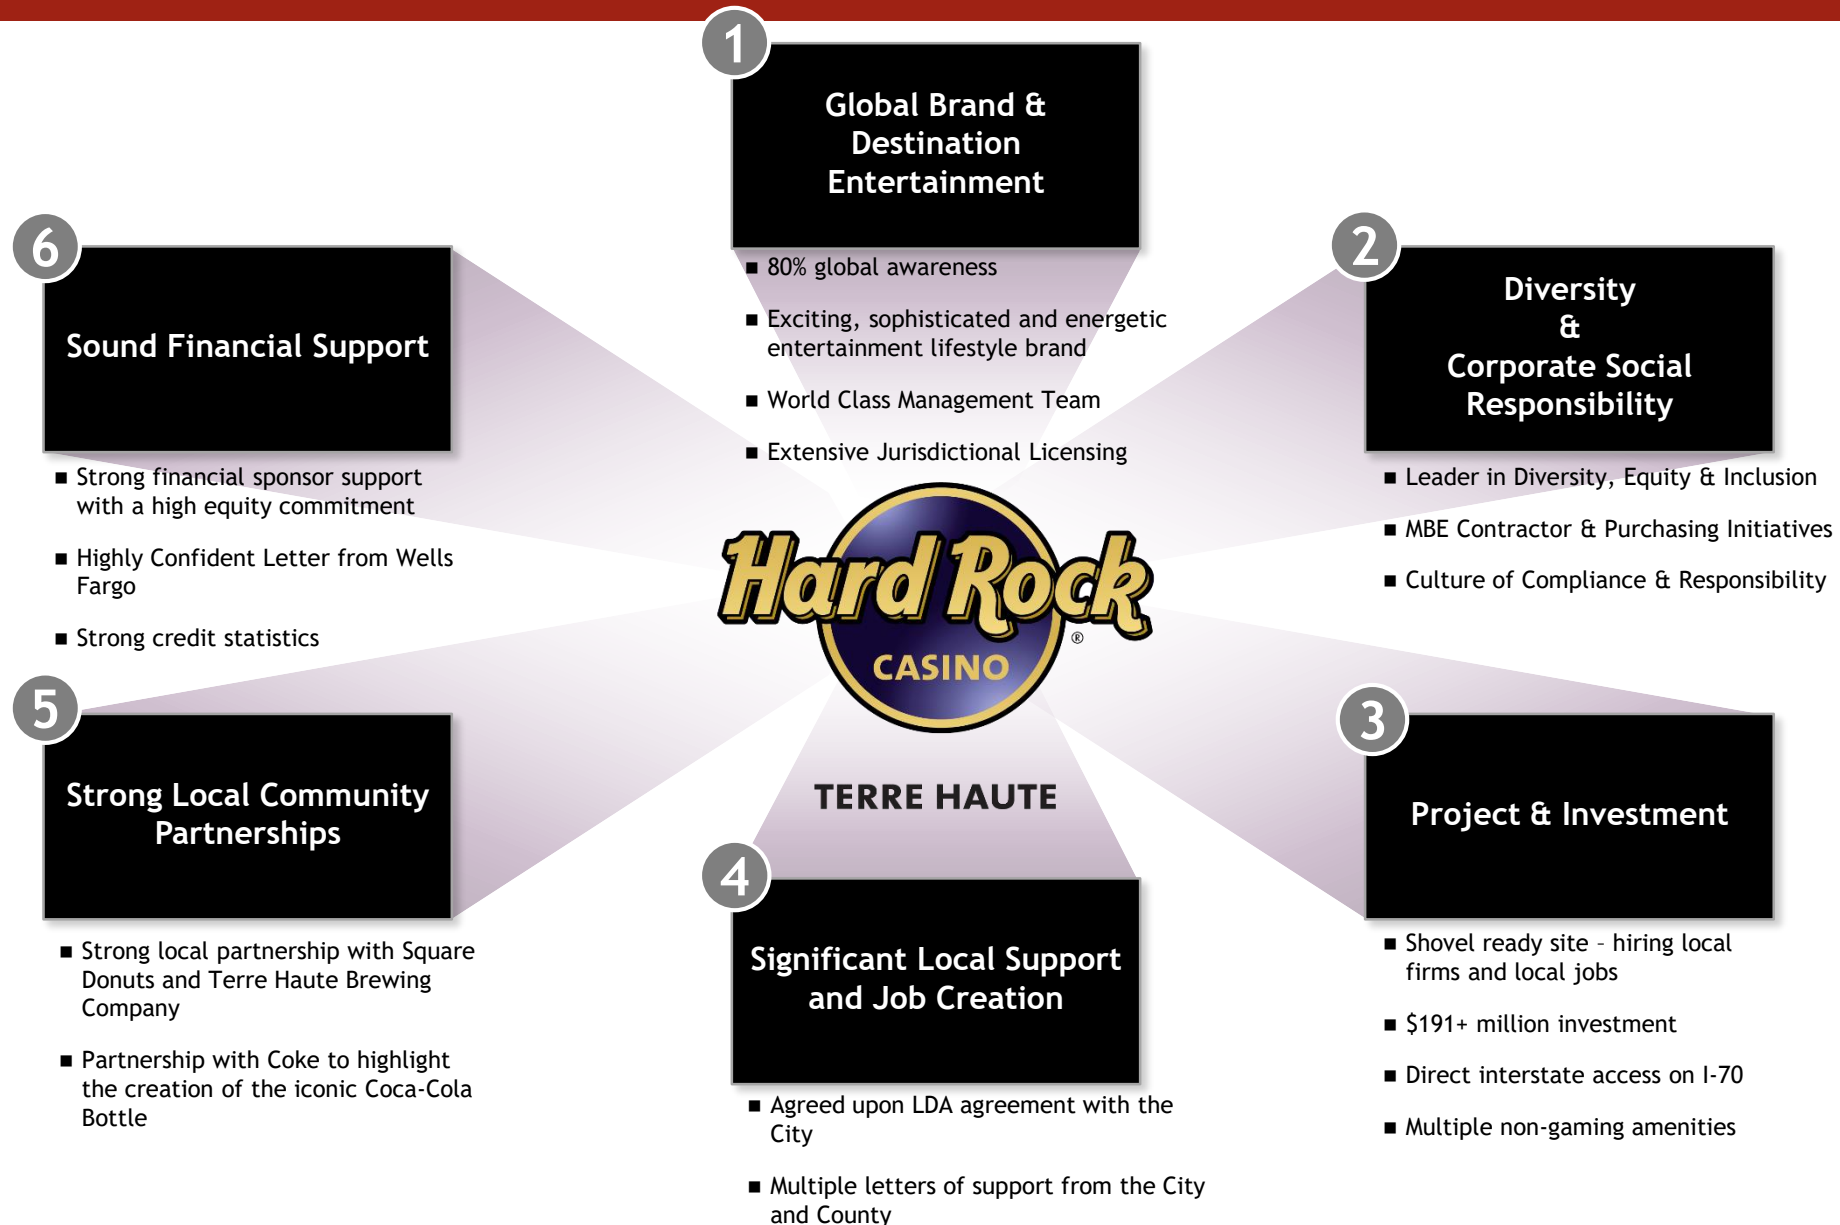 1
Global Brand &
Destination
Entertainment
■ 80% global awareness
■ Exciting, sophisticated and energetic
entertainment lifestyle brand
■ World Class Management Team
■ Extensive Jurisdictional Licensing
2
Diversity
&
Corporate Social
Responsibility
■ Leader in Diversity, Equity & Inclusion
■ MBE Contractor & Purchasing Initiatives
■ Culture of Compliance & Responsibility
3
Project & Investment
■ Shovel ready site – hiring local
firms and local jobs
■ $191+ million investment
■ Direct interstate access on I-70
■ Multiple non-gaming amenities
4
Significant Local Support
and Job Creation
■ Agreed upon LDA agreement with the
City
■ Multiple letters of support from the City
and County
5
Strong Local Community
Partnerships
■ Strong local partnership with Square
Donuts and Terre Haute Brewing
Company
■ Partnership with Coke to highlight
the creation of the iconic Coca-Cola
Bottle
6
Sound Financial Support
■ Strong financial sponsor support
with a high equity commitment
■ Highly Confident Letter from Wells
Fargo
■ Strong credit statistics
Hard Rock
®
CASINO
TERRE HAUTE